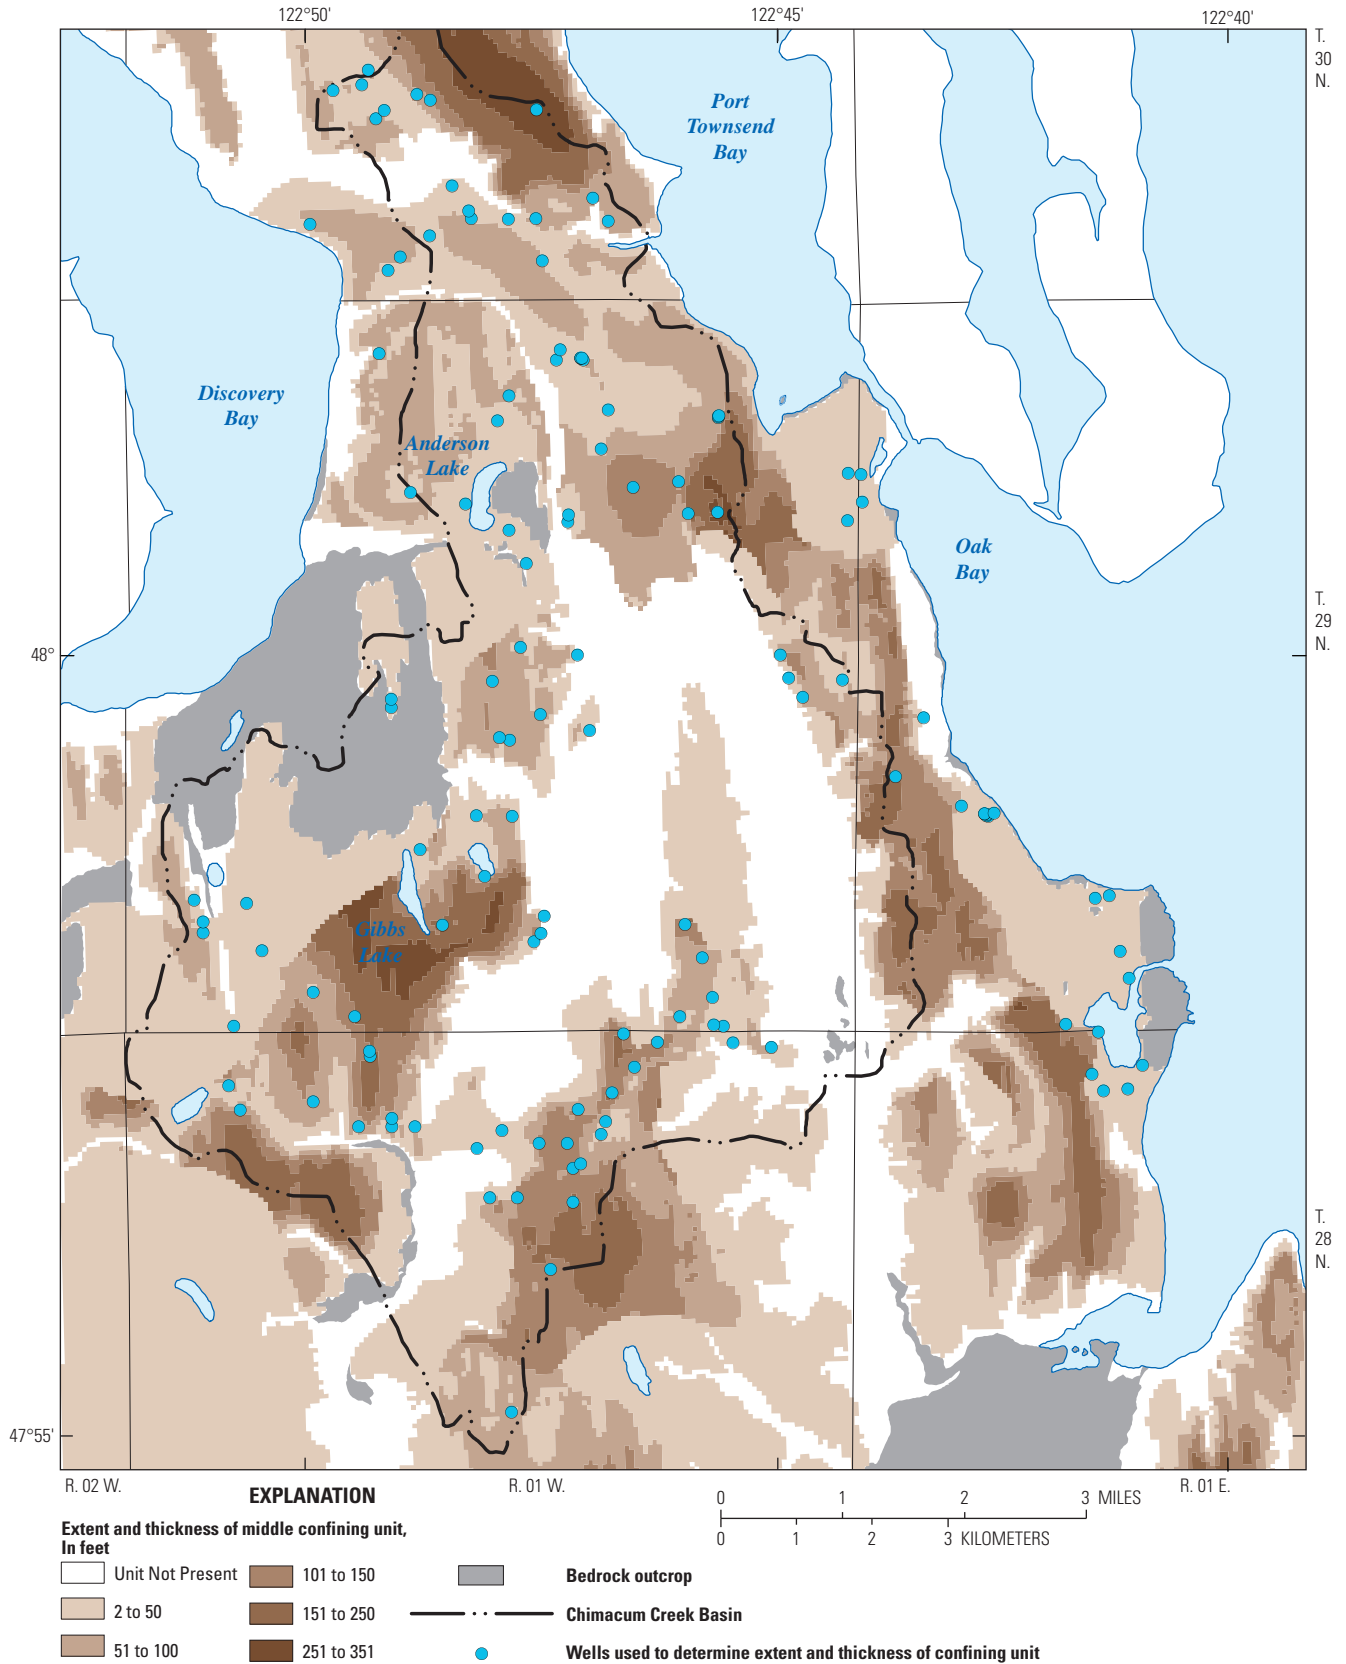 122°50'
122°45'
122°40'
T.
30
N.
Port
Townsend
Bay
Discovery
Bay
Anderson
Lake
Oak
Bay
T.
29
N.
48°
Gibbs
Lake
T.
28
N.
47°55'
R. 02 W.
R. 01 W.
R. 01 E.
EXPLANATION
Extent and thickness of middle confining unit,
In feet
Unit Not Present
2 to 50
51 to 100
101 to 150
151 to 250
251 to 351
Bedrock outcrop
Chimacum Creek Basin
Wells used to determine extent and thickness of confining unit
0 1 2 3 MILES
0 1 2 3 KILOMETERS